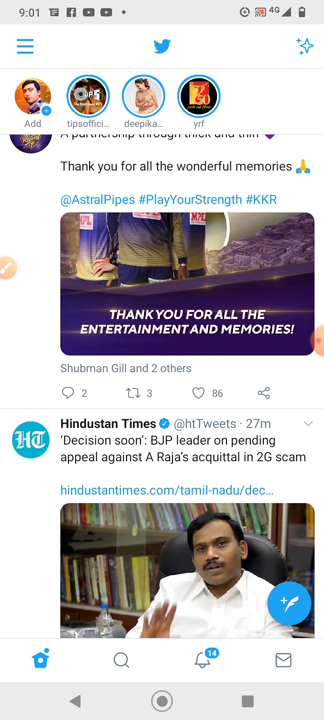 9:01
4G
Add
tipsoffici...
deepika...
yrf
A partnership through thick and thin 💜
Thank you for all the wonderful memories 🙏
@AstralPipes #PlayYourStrength #KKR
THANK YOU FOR ALL THE
ENTERTAINMENT AND MEMORIES!
Shubman Gill and 2 others
2 3 86
Hindustan Times @htTweets · 27m
‘Decision soon’: BJP leader on pending
appeal against A Raja’s acquittal in 2G scam
hindustantimes.com/tamil-nadu/dec...
HT
14